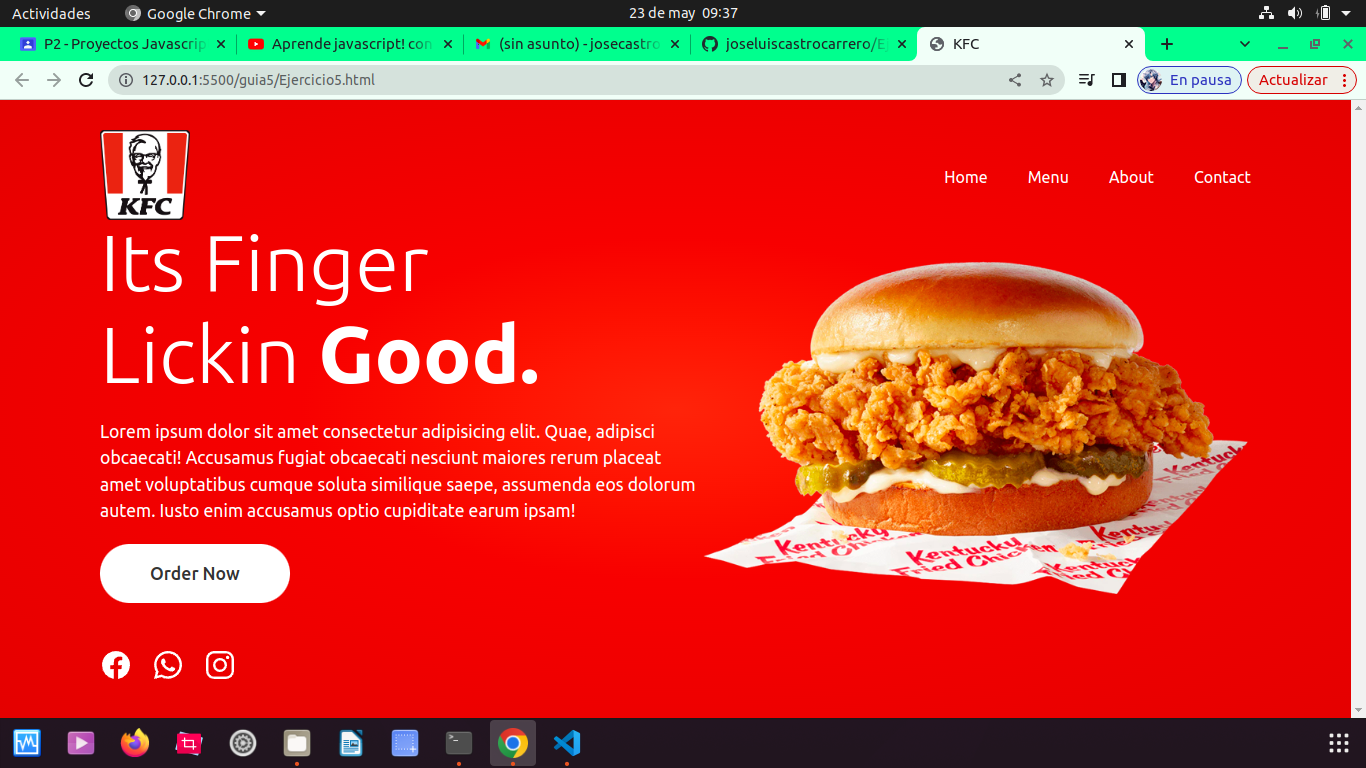 Actividades
Google Chrome
23 de may 09:37
P2 - Proyectos Javascrip
Aprende javascript! con
(sin asunto) - josecastro
joseluiscastrocarrero/Ej
KFC
127.0.0.1:5500/guia5/Ejercicio5.html
En pausa
Actualizar
KFC
Home
Menu
About
Contact
Its Finger
Lickin Good.
Lorem ipsum dolor sit amet consectetur adipisicing elit. Quae, adipisci
obcaecati! Accusamus fugiat obcaecati nesciunt maiores rerum placeat
amet voluptatibus cumque soluta similique saepe, assumenda eos dolorum
autem. Iusto enim accusamus optio cupiditate earum ipsam!
Order Now
Kentucky
Fried Chicken
Kentucky
Fried Chicken
Kentucky
Fried Chi